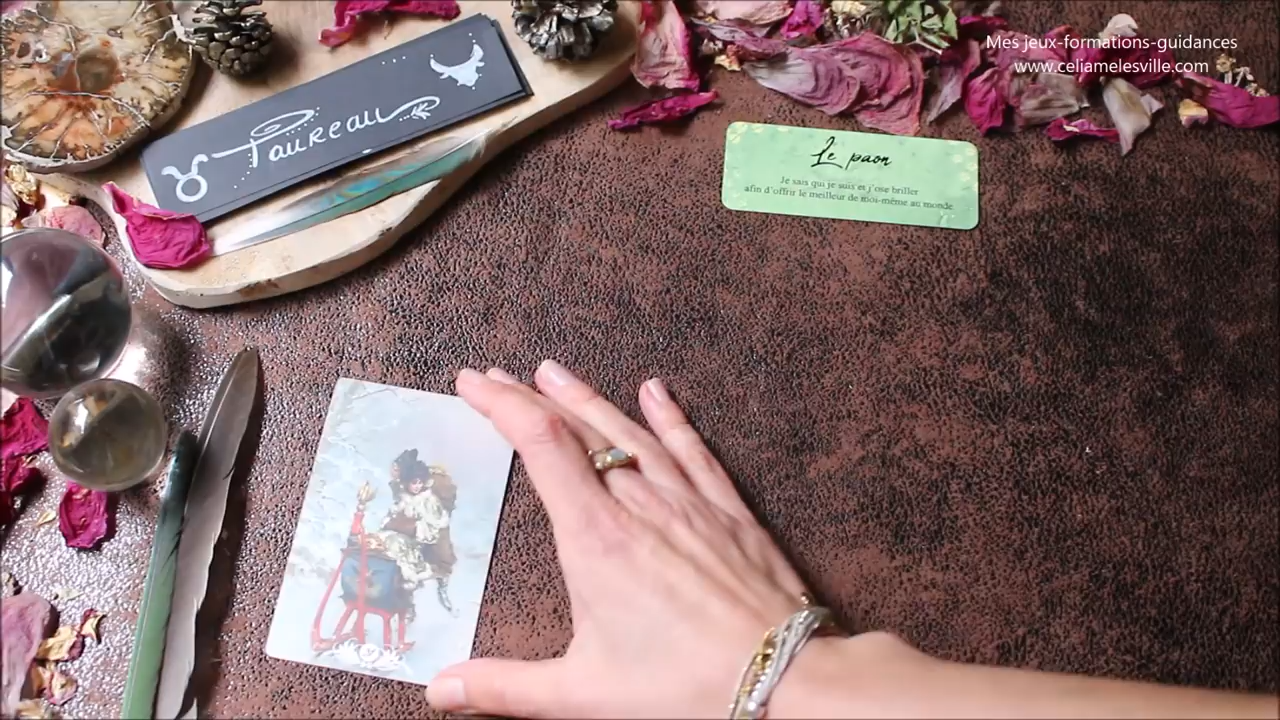 Mes jeux-formations-guidances
www.celiamelesville.com
Taureau
Le paon
Je sais qui je suis et j'ose briller
afin d'offrir le meilleur de moi-même au monde